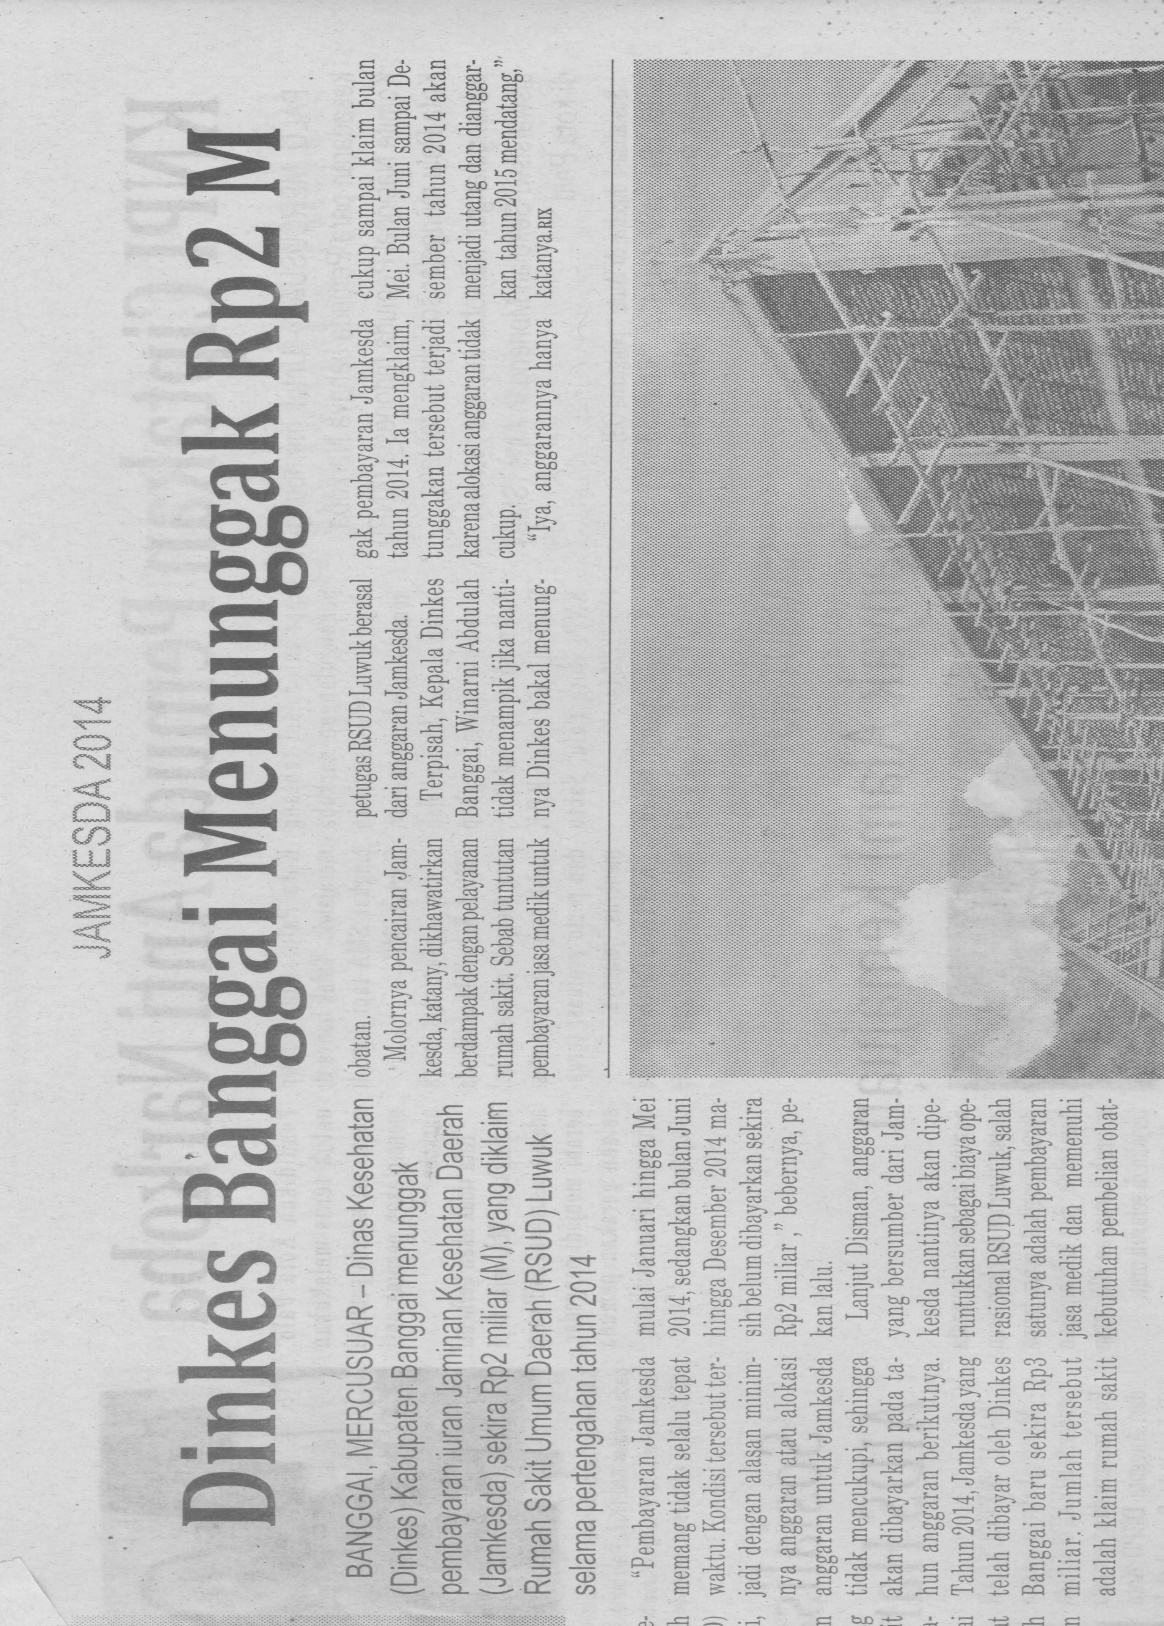 JAMKESDA 2014
Dinkes Banggai Menunggak Rp2 M
BANGGAI, MERCUSUAR – Dinas Kesehatan
(Dinkes) Kabupaten Banggai menunggak
pembayaran iuran Jaminan Kesehatan Daerah
(Jamkesda) sekira Rp2 miliar (M), yang diklaim
Rumah Sakit Umum Daerah (RSUD) Luwuk
selama pertengahan tahun 2014
“Pembayaran Jamkesda
memang tidak selalu tepat
waktu. Kondisi tersebut ter-
jadi dengan alasan minim-
nya anggaran atau alokasi
anggaran untuk Jamkesda
tidak mencukupi, sehingga
akan dibayarkan pada ta-
hun anggaran berikutnya.
Tahun 2014, Jamkesda yang
telah dibayar oleh Dinkes
Banggai baru sekira Rp3
miliar. Jumlah tersebut
adalah klaim rumah sakit
mulai Januari hingga Mei
2014, sedangkan bulan Juni
hingga Desember 2014 ma-
sih belum dibayarkan sekira
Rp2 miliar ,” bebernya, pe-
kan lalu.
Lanjut Disman, anggaran
yang bersumber dari Jam-
kesda nantinya akan dipe-
runtukkan sebagai biaya ope-
rasional RSUD Luwuk, salah
satunya adalah pembayaran
jasa medik dan memenuhi
kebutuhan pembelian obat-
obatan.
Molornya pencairan Jam-
kesda, katany, dikhawatirkan
berdampak dengan pelayanan
rumah sakit. Sebab tuntutan
pembayaran jasa medik untuk
petugas RSUD Luwuk berasal
dari anggaran Jamkesda.
Terpisah, Kepala Dinkes
Banggai, Winarni Abdulah
tidak menampik jika nanti-
nya Dinkes bakal menung-
gak pembayaran Jamkesda
tahun 2014. Ia mengklaim,
tunggakan tersebut terjadi
karena alokasi anggaran tidak
cukup.
“Iya, anggarannya hanya
cukup sampai klaim bulan
Mei. Bulan Juni sampai De-
sember tahun 2014 akan
menjadi utang dan dianggar-
kan tahun 2015 mendatang,”
katanya.RIX